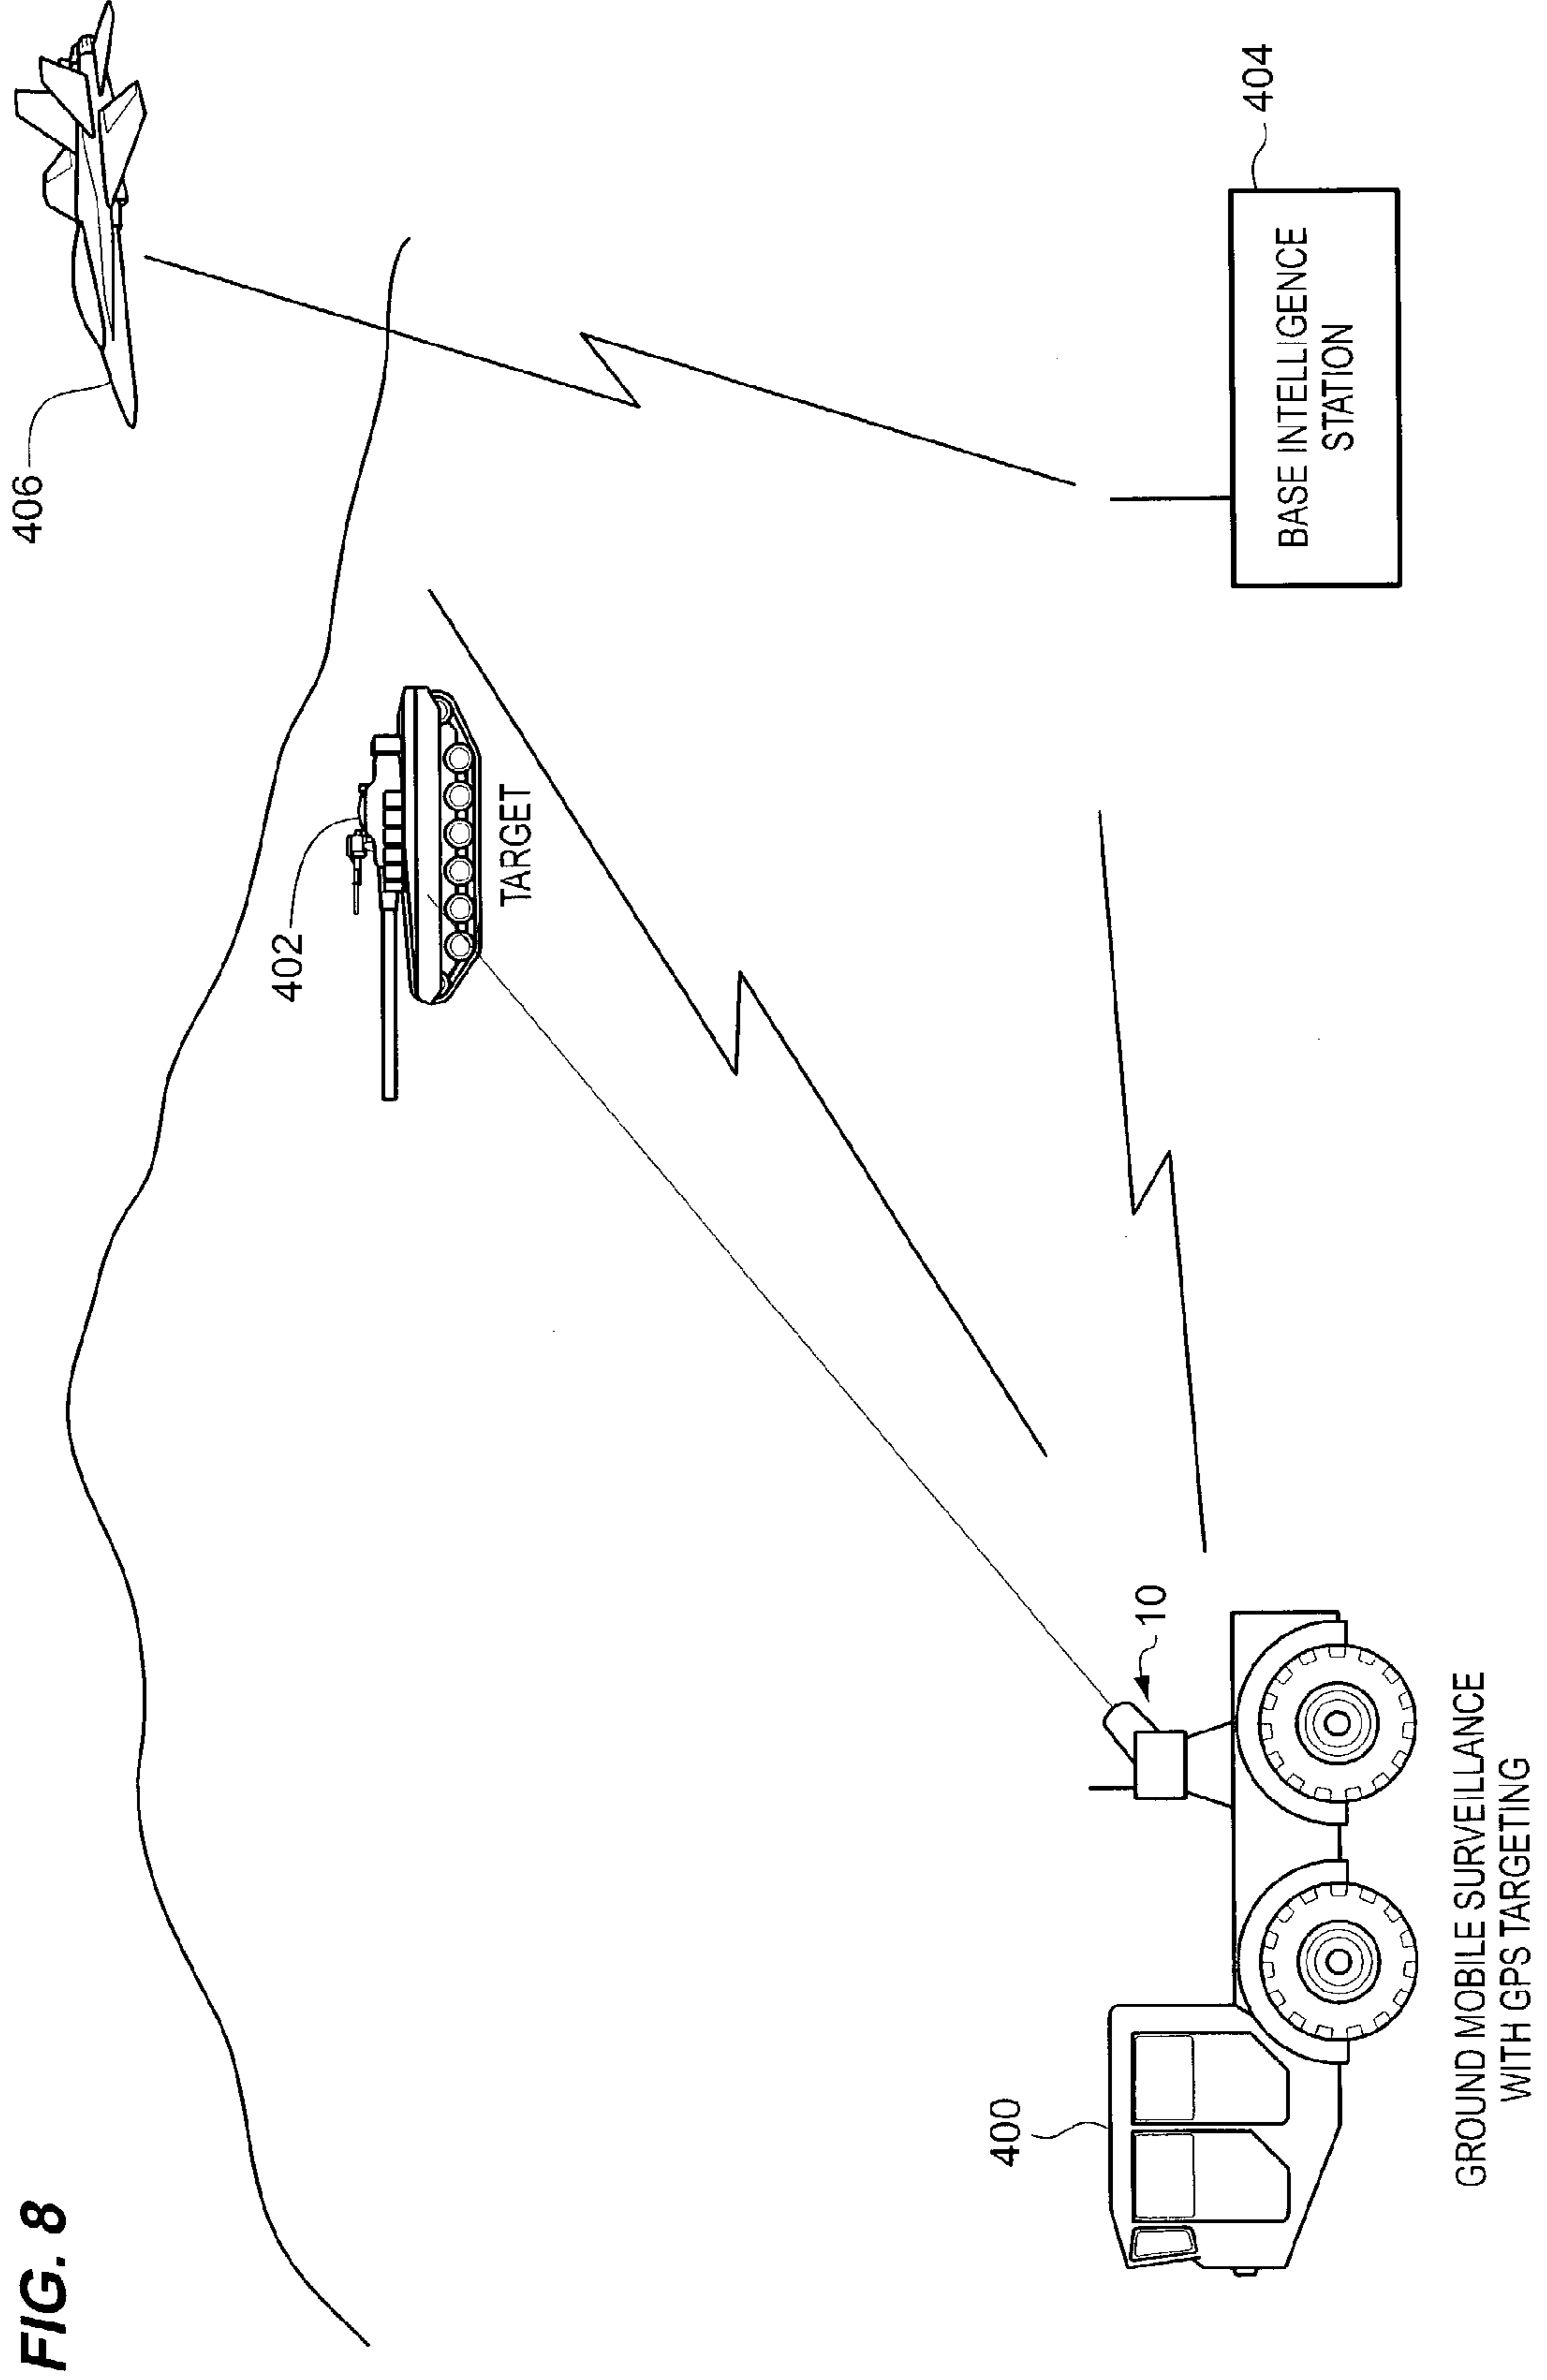 FIG. 8
406
402
TARGET
404
BASE INTELLIGENCE
STATION
10
400
GROUND MOBILE SURVEILLANCE
WITH GPS TARGETING